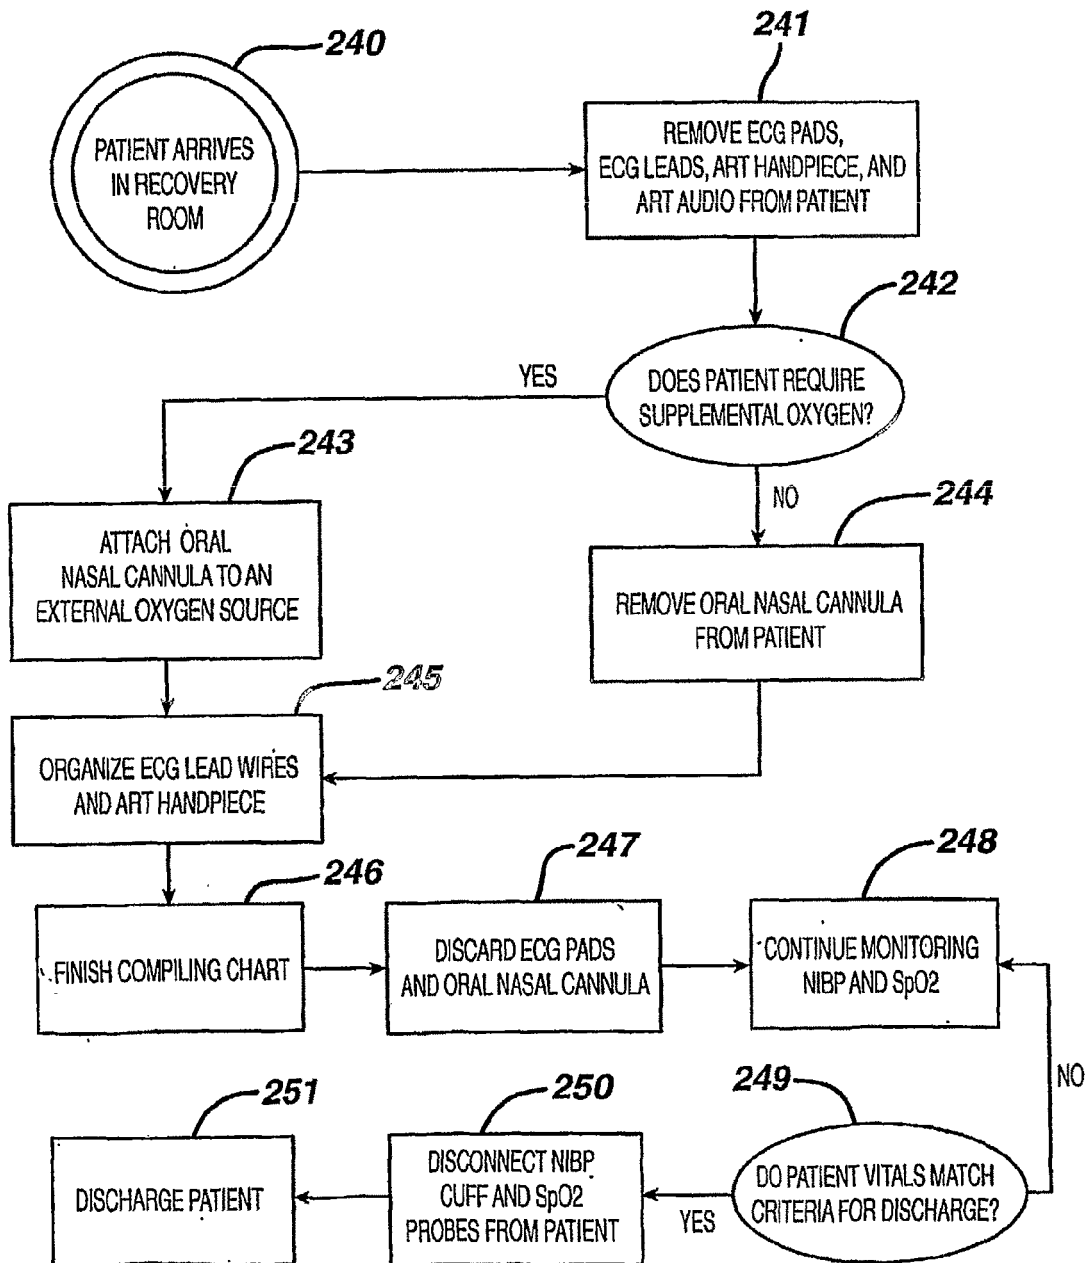 240
PATIENT ARRIVES
IN RECOVERY
ROOM
241
REMOVE ECG PADS,
ECG LEADS, ART HANDPIECE, AND
ART AUDIO FROM PATIENT
242
DOES PATIENT REQUIRE
SUPPLEMENTAL OXYGEN?
YES
NO
243
ATTACH ORAL
NASAL CANNULA TO AN
EXTERNAL OXYGEN SOURCE
244
REMOVE ORAL NASAL CANNULA
FROM PATIENT
245
ORGANIZE ECG LEAD WIRES
AND ART HANDPIECE
246
FINISH COMPILING CHART
247
DISCARD ECG PADS
AND ORAL NASAL CANNULA
248
CONTINUE MONITORING
NIBP AND SpO2
249
DO PATIENT VITALS MATCH
CRITERIA FOR DISCHARGE?
NO
YES
250
DISCONNECT NIBP
CUFF AND SpO2
PROBES FROM PATIENT
251
DISCHARGE PATIENT